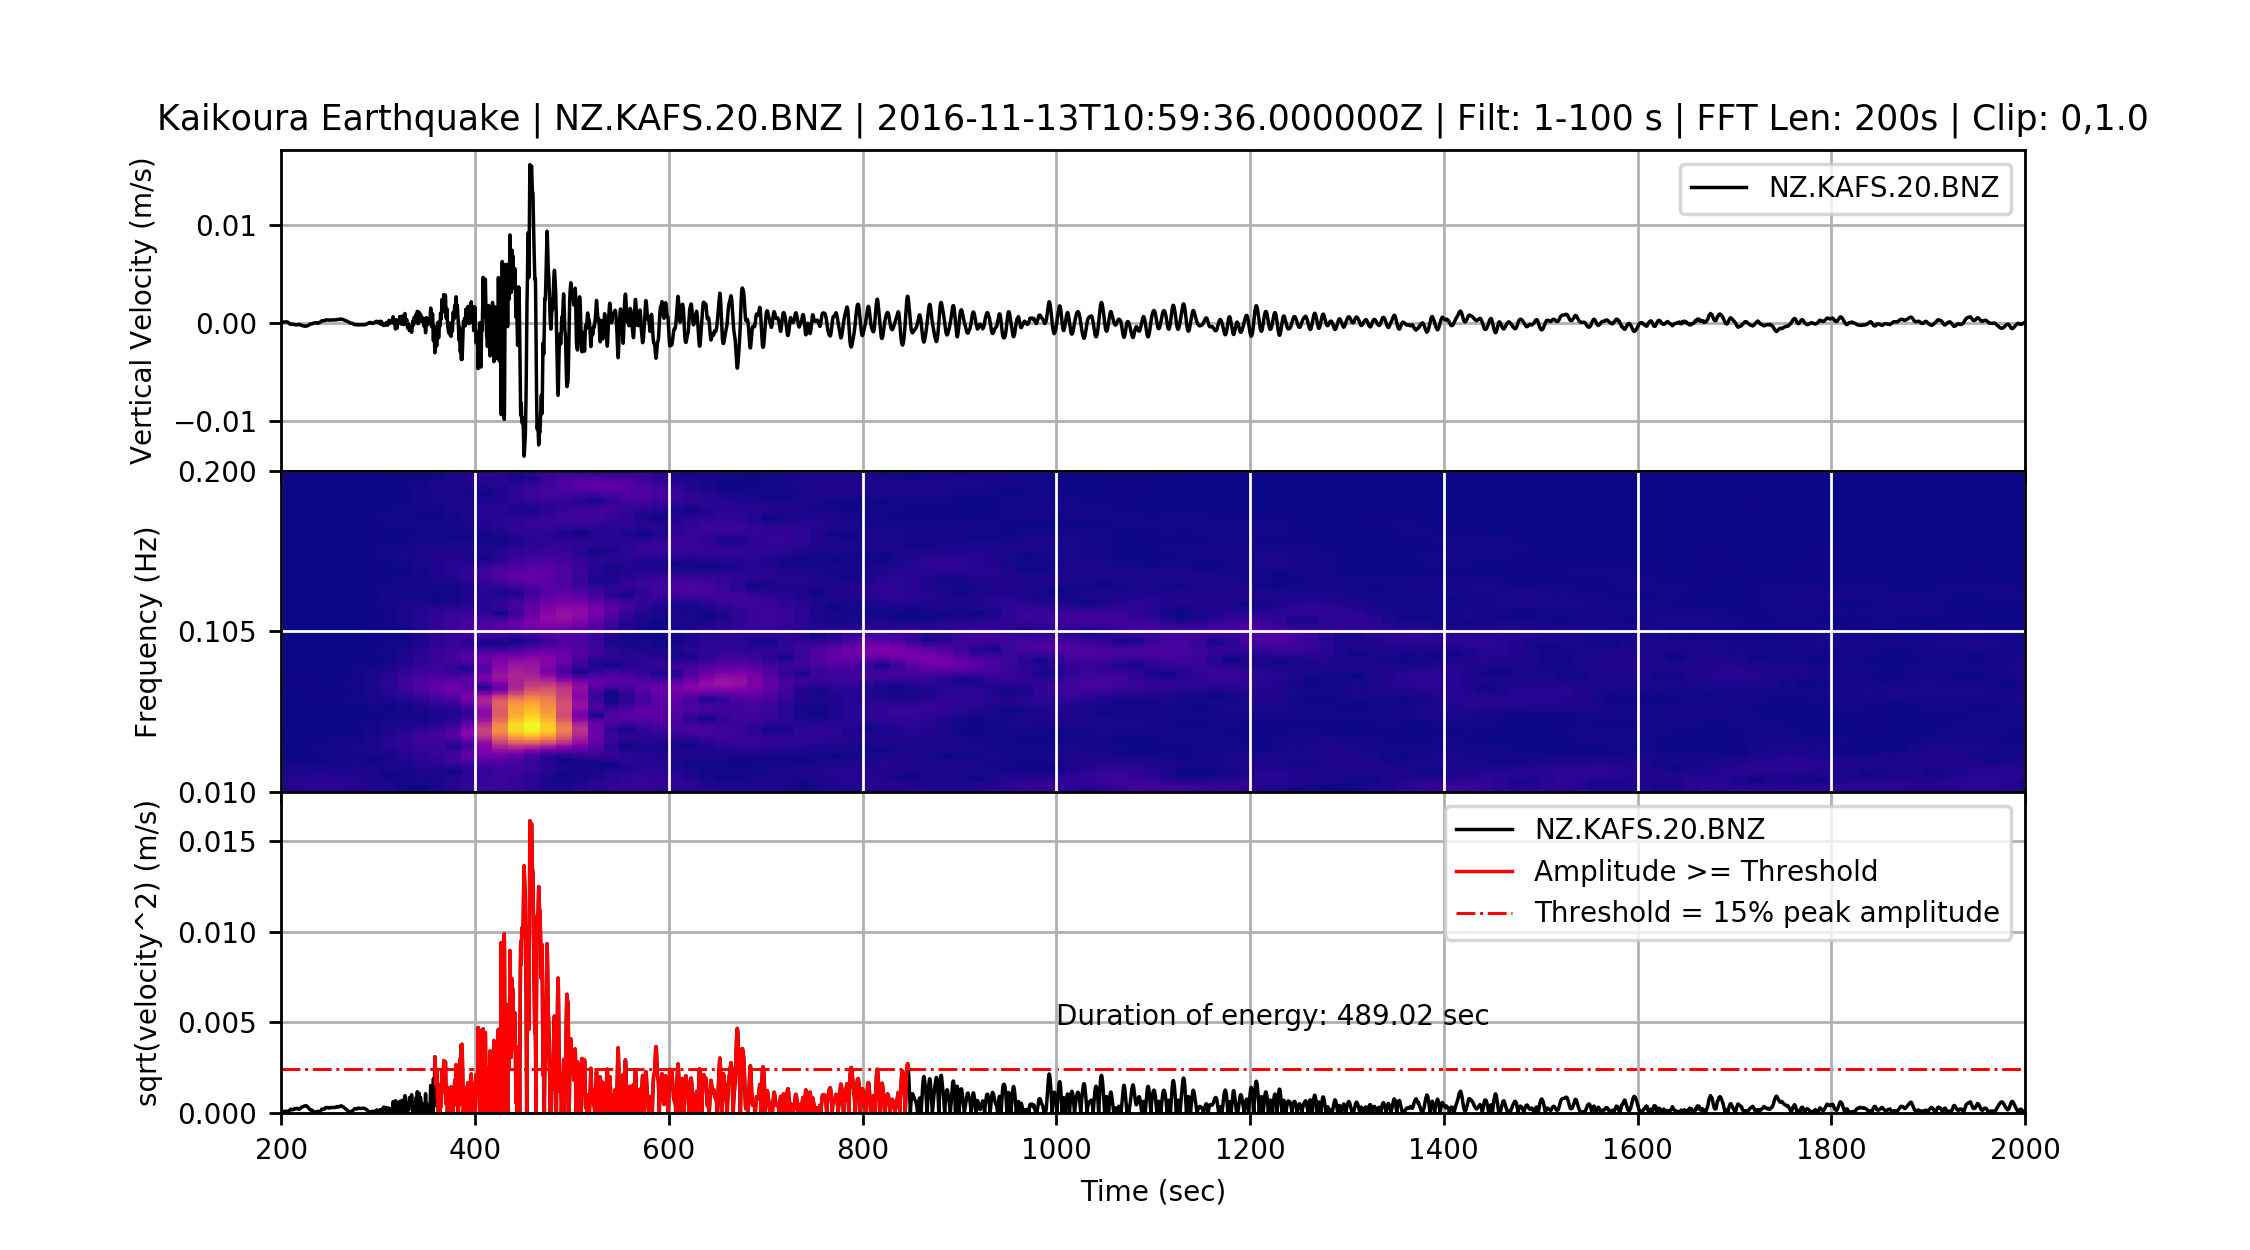 Kaikoura Earthquake | NZ.KAFS.20.BNZ | 2016-11-13T10:59:36.000000Z | Filt: 1-100 s | FFT Len: 200s | Clip: 0,1.0
Vertical Velocity (m/s)
0.01
0.00
−0.01
NZ.KAFS.20.BNZ
Frequency (Hz)
0.200
0.105
0.010
sqrt(velocity^2) (m/s)
0.015
0.010
0.005
0.000
NZ.KAFS.20.BNZ
Amplitude >= Threshold
Threshold = 15% peak amplitude
Duration of energy: 489.02 sec
200 400 600 800 1000 1200 1400 1600 1800 2000
Time (sec)